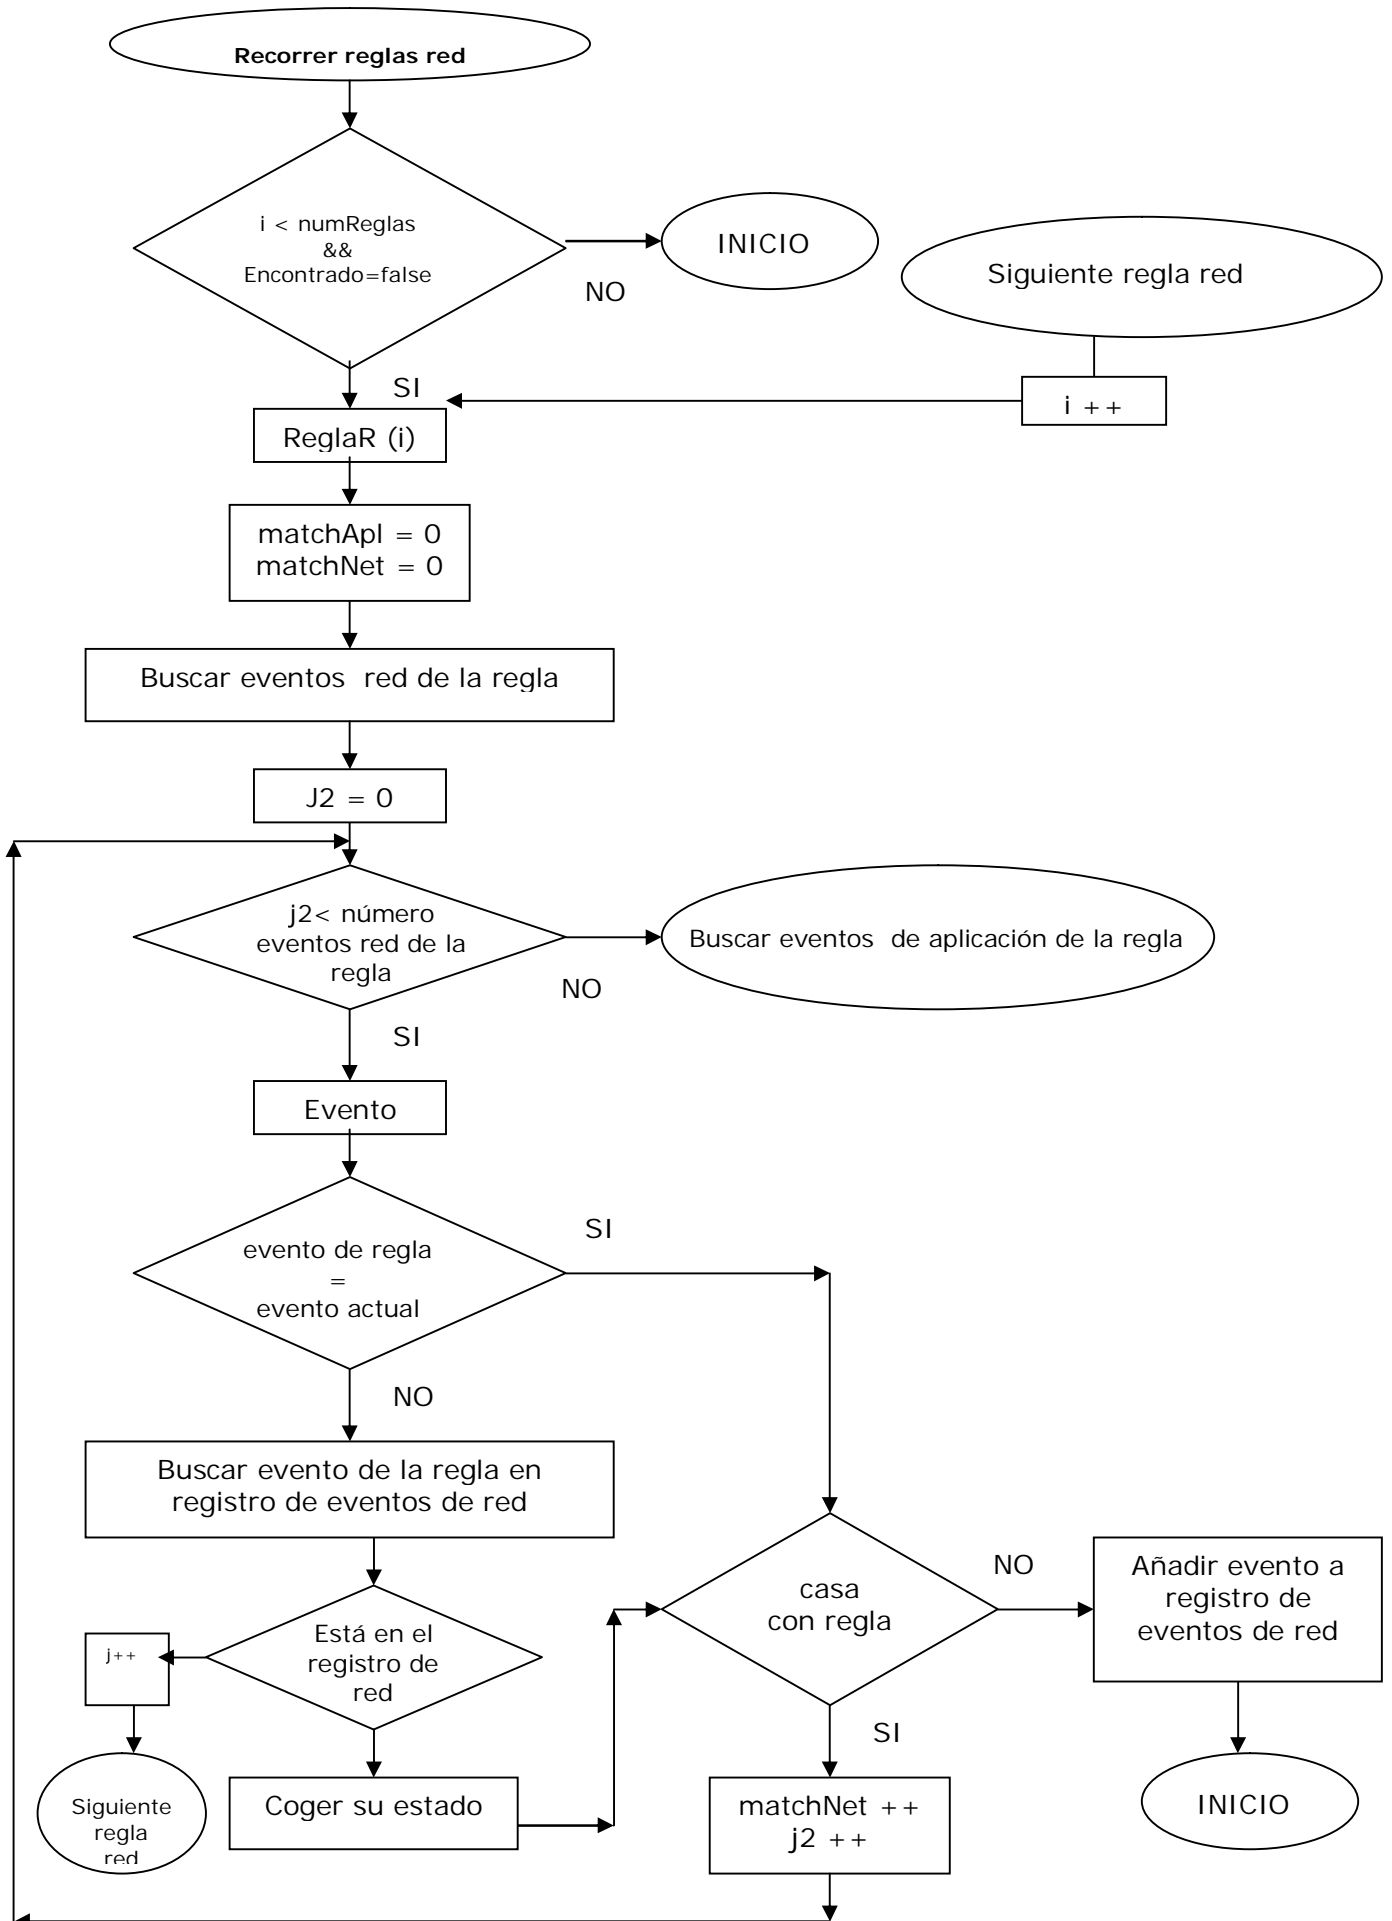 Recorrer reglas red
i < numReglas
&&
Encontrado=false
NO
INICIO
Siguiente regla red
SI
i ++
ReglaR (i)
matchApl = 0
matchNet = 0
Buscar eventos  red de la regla
J2 = 0
j2< número
eventos red de la
regla
NO
Buscar eventos  de aplicación de la regla
SI
Evento
evento de regla
=
evento actual
SI
NO
Buscar evento de la regla en
registro de eventos de red
casa
con regla
NO
Añadir evento a
registro de
eventos de red
Está en el
registro de
red
j++
SI
Siguiente
regla
red
Coger su estado
matchNet ++
j2 ++
INICIO